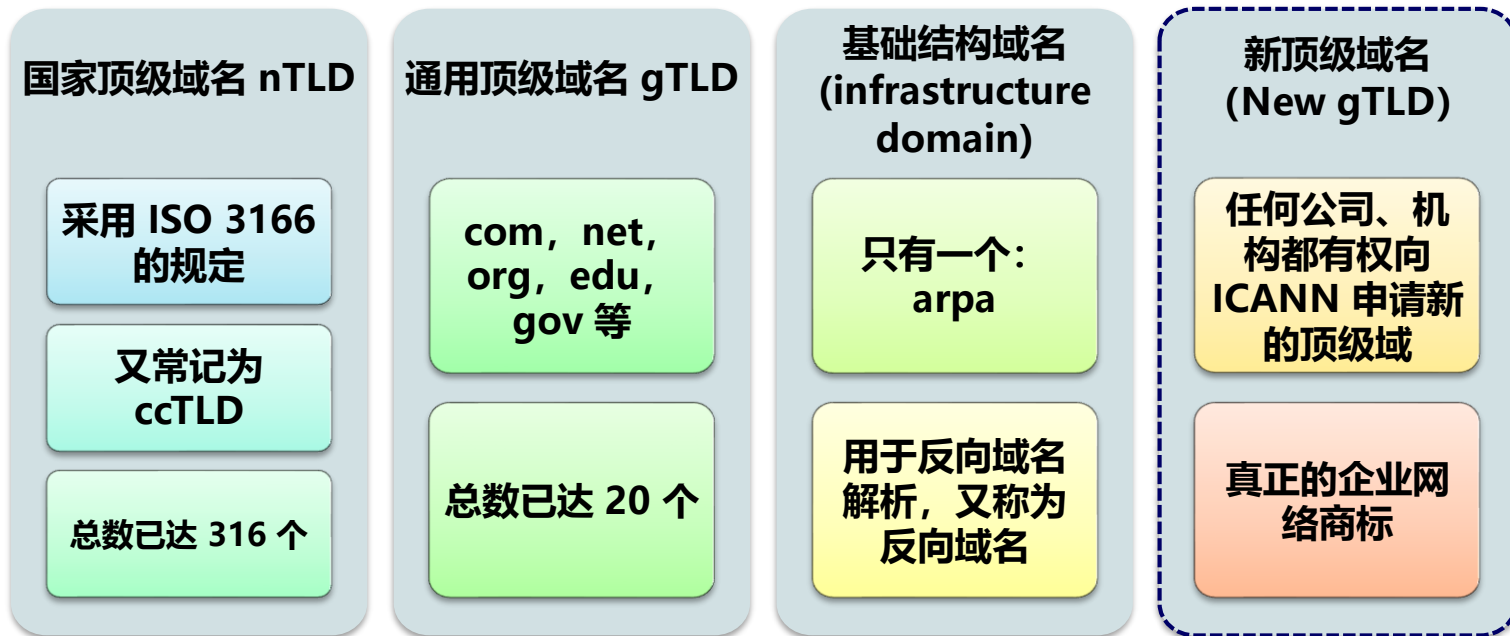 国家顶级域名 nTLD
采用 ISO 3166
的规定
又常记为
ccTLD
总数已达 316 个
通用顶级域名 gTLD
com，net，
org，edu，
gov 等
总数已达 20 个
基础结构域名
(infrastructure
domain)
只有一个：
arpa
用于反向域名
解析，又称为
反向域名
新顶级域名
(New gTLD)
任何公司、机
构都有权向
ICANN 申请新
的顶级域
真正的企业网
络商标